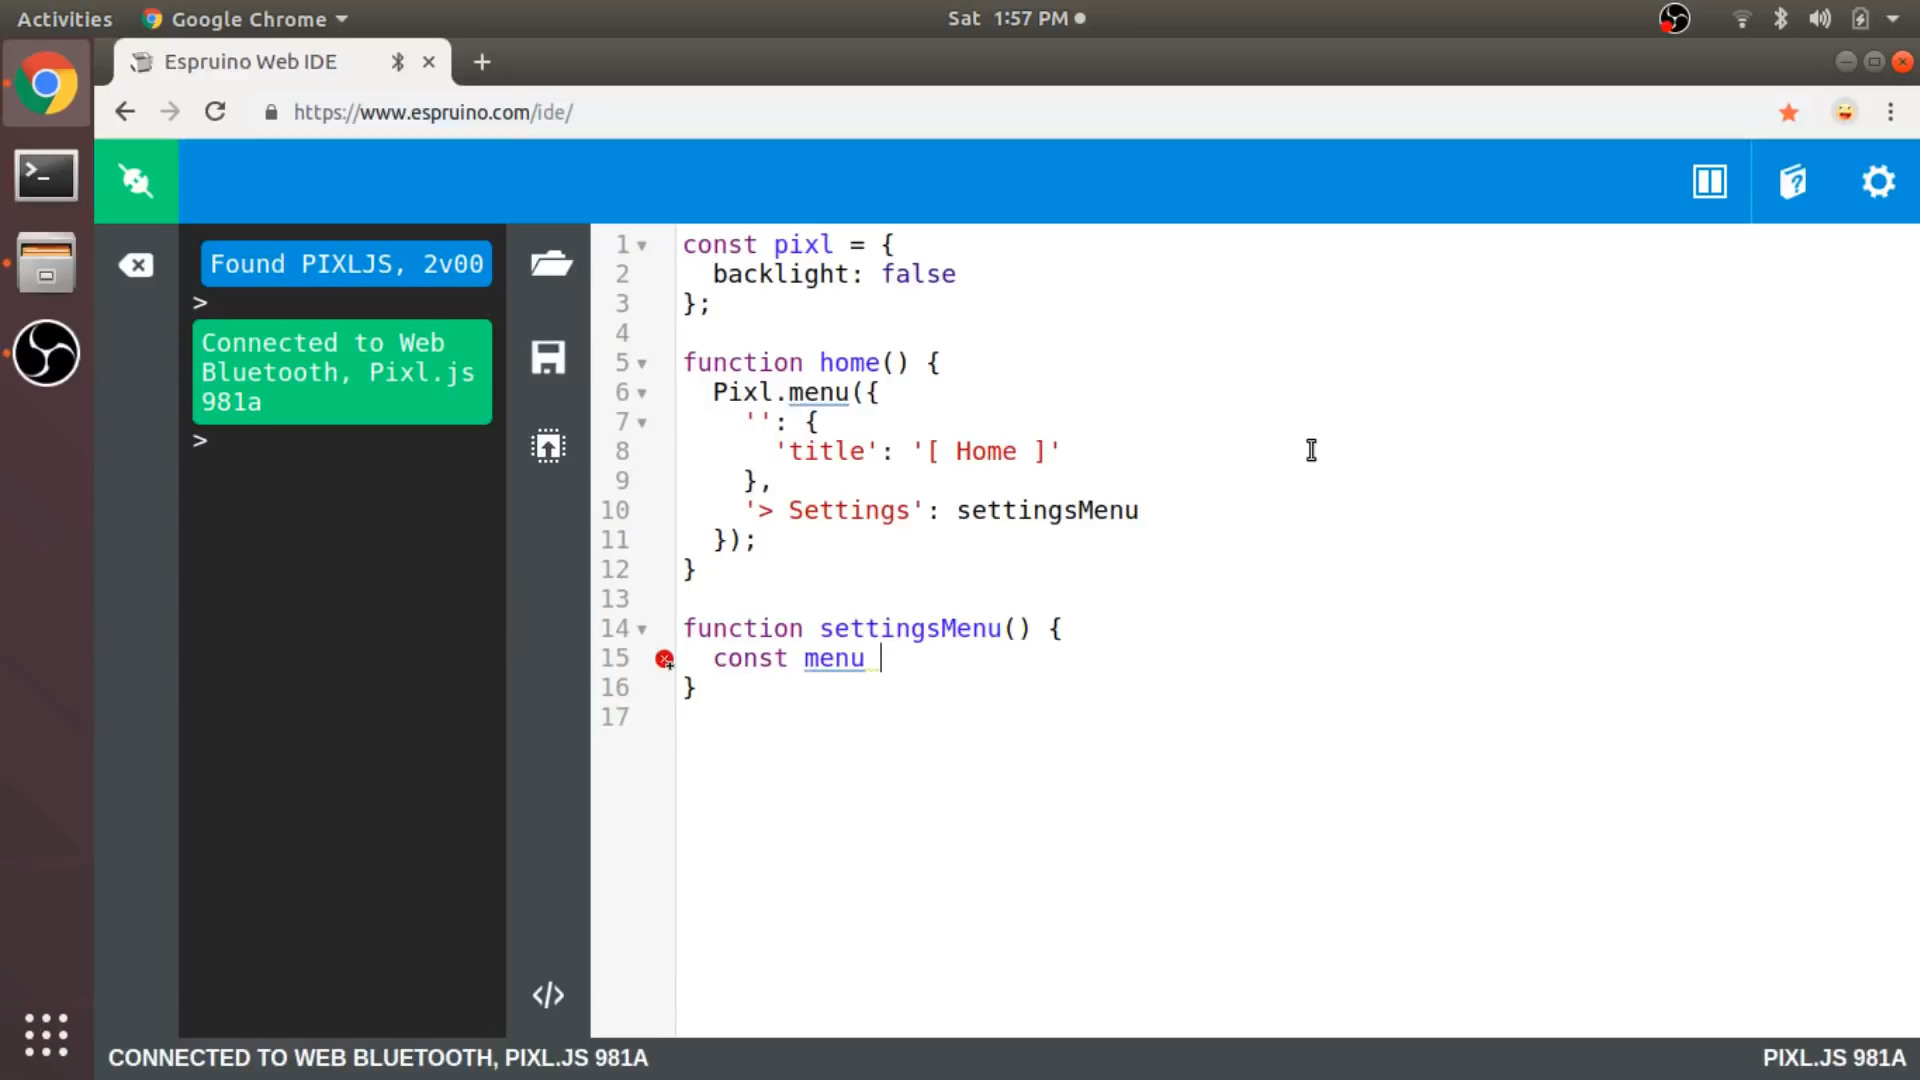 Activities
Google Chrome
Sat 1:57 PM
Espruino Web IDE
https://www.espruino.com/ide/
Found PIXLJS, 2v00
>
Connected to Web
Bluetooth, Pixl.js
981a
>
1 const pixl = {
2 backlight: false
3 };
4
5 function home() {
6 Pixl.menu({
7 '': {
8 'title': '[ Home ]'
9 },
10 '> Settings': settingsMenu
11 });
12 }
13
14 function settingsMenu() {
15 const menu
16 }
17
CONNECTED TO WEB BLUETOOTH, PIXL.JS 981A
PIXL.JS 981A